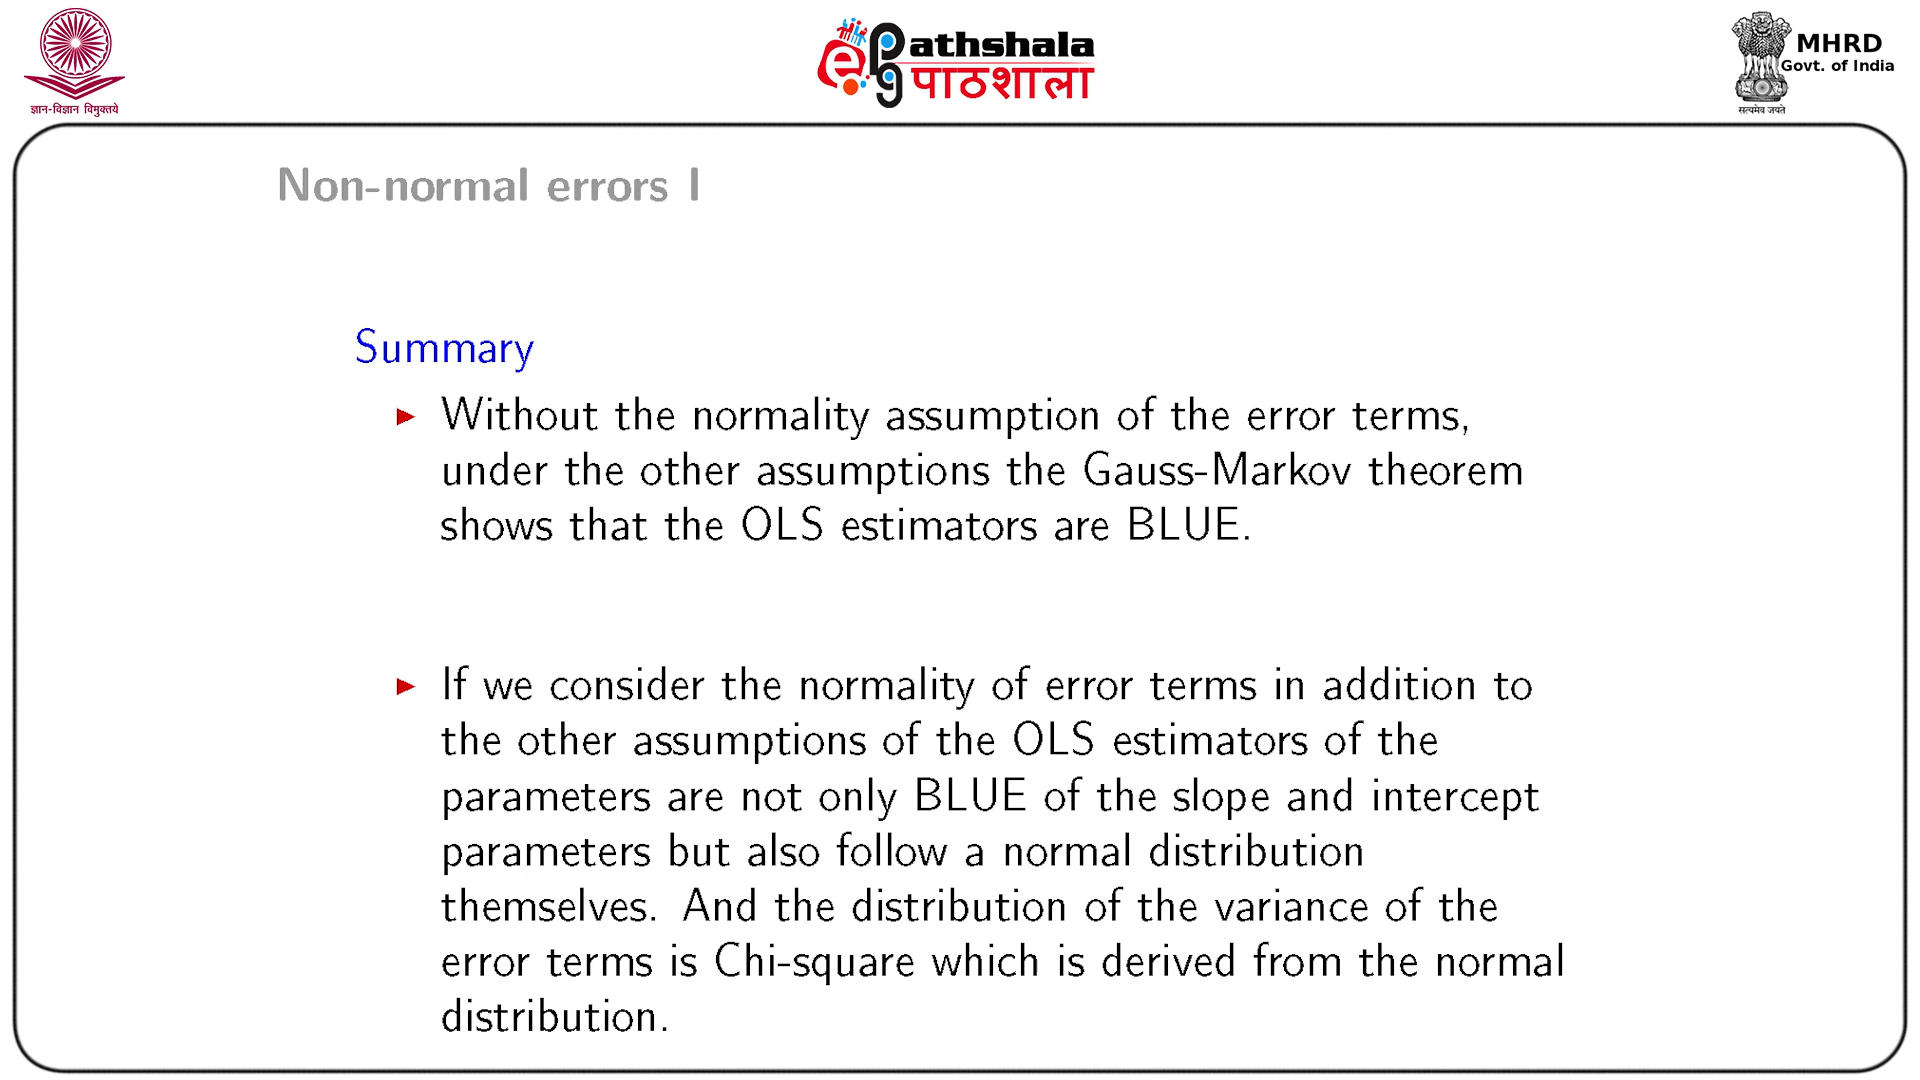 ज्ञान-विज्ञान विमुक्तये
ePathshala
पाठशाला
MHRD
Govt. of India
सत्यमेव जयते
Non-normal errors I
Summary
Without the normality assumption of the error terms,
under the other assumptions the Gauss-Markov theorem
shows that the OLS estimators are BLUE.
If we consider the normality of error terms in addition to
the other assumptions of the OLS estimators of the
parameters are not only BLUE of the slope and intercept
parameters but also follow a normal distribution
themselves. And the distribution of the variance of the
error terms is Chi-square which is derived from the normal
distribution.